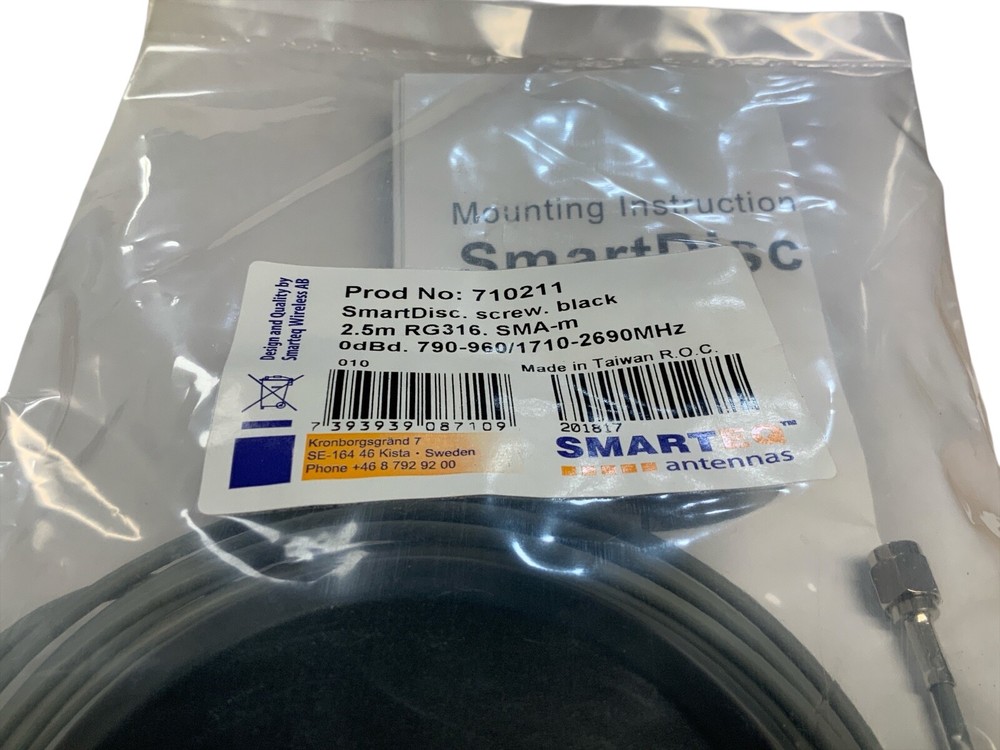 Mounting Instruction
SmartDisc
Design and Quality by
Smarteq Wireless AB
Prod No: 710211
SmartDisc. screw. black
2.5m RG316. SMA-m
0dBd. 790-960/1710-2690MHz
010
Made in Taiwan R.O.C.
7 393939 087109
201817
Kronborgsgränd 7
SE-164 46 Kista • Sweden
Phone +46 8 792 92 00
SMARTEQ™
antennas